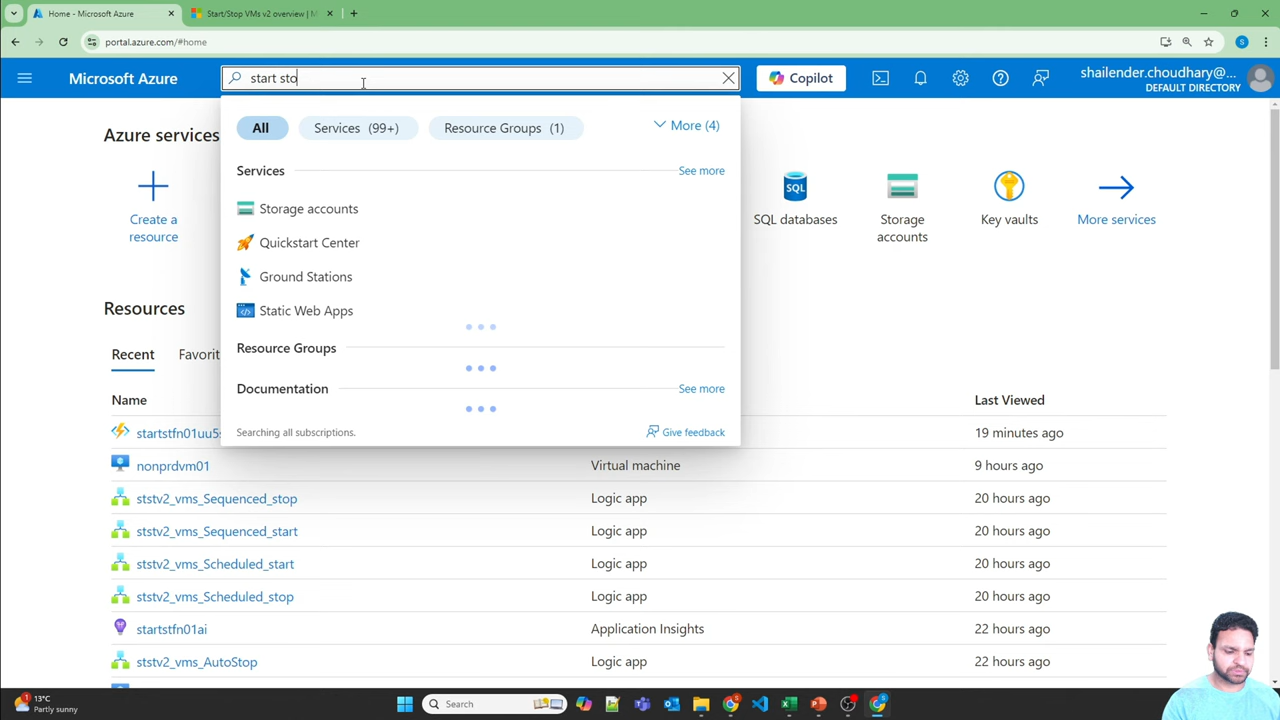 Home - Microsoft Azure
Start/Stop VMs v2 overview | M
portal.azure.com/#home
Microsoft Azure
start sto
Copilot
shailender.choudhary@...
DEFAULT DIRECTORY
All
Services (99+)
Resource Groups (1)
More (4)
Azure services
Services
See more
Storage accounts
Quickstart Center
Ground Stations
Static Web Apps
Resource Groups
Documentation
See more
Searching all subscriptions.
Give feedback
Create a
resource
SQL
SQL databases
Storage
accounts
Key vaults
More services
Resources
Recent
Favorit
Name
Last Viewed
startstfn01uu5s
19 minutes ago
nonprdvm01
Virtual machine
9 hours ago
ststv2_vms_Sequenced_stop
Logic app
20 hours ago
ststv2_vms_Sequenced_start
Logic app
20 hours ago
ststv2_vms_Scheduled_start
Logic app
20 hours ago
ststv2_vms_Scheduled_stop
Logic app
20 hours ago
startstfn01ai
Application Insights
22 hours ago
ststv2_vms_AutoStop
Logic app
22 hours ago
1
13°C
Partly sunny
Search